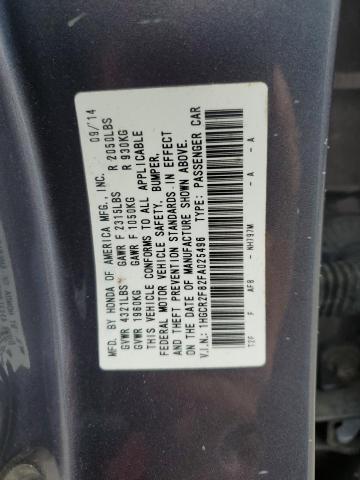 MFD. BY HONDA OF AMERICA MFG., INC. 09/14
GVWR 4321LBS GAWR F 2315LBS R 2050LBS
GVWR 1960KG GAWR F 1050KG R 930KG
THIS VEHICLE CONFORMS TO ALL APPLICABLE
FEDERAL MOTOR VEHICLE SAFETY, BUMPER,
AND THEFT PREVENTION STANDARDS IN EFFECT
ON THE DATE OF MANUFACTURE SHOWN ABOVE.
V.I.N.: 1HGCR2F82FA025496 TYPE: PASSENGER CAR
T2F F AF8 - NH797M - A - A